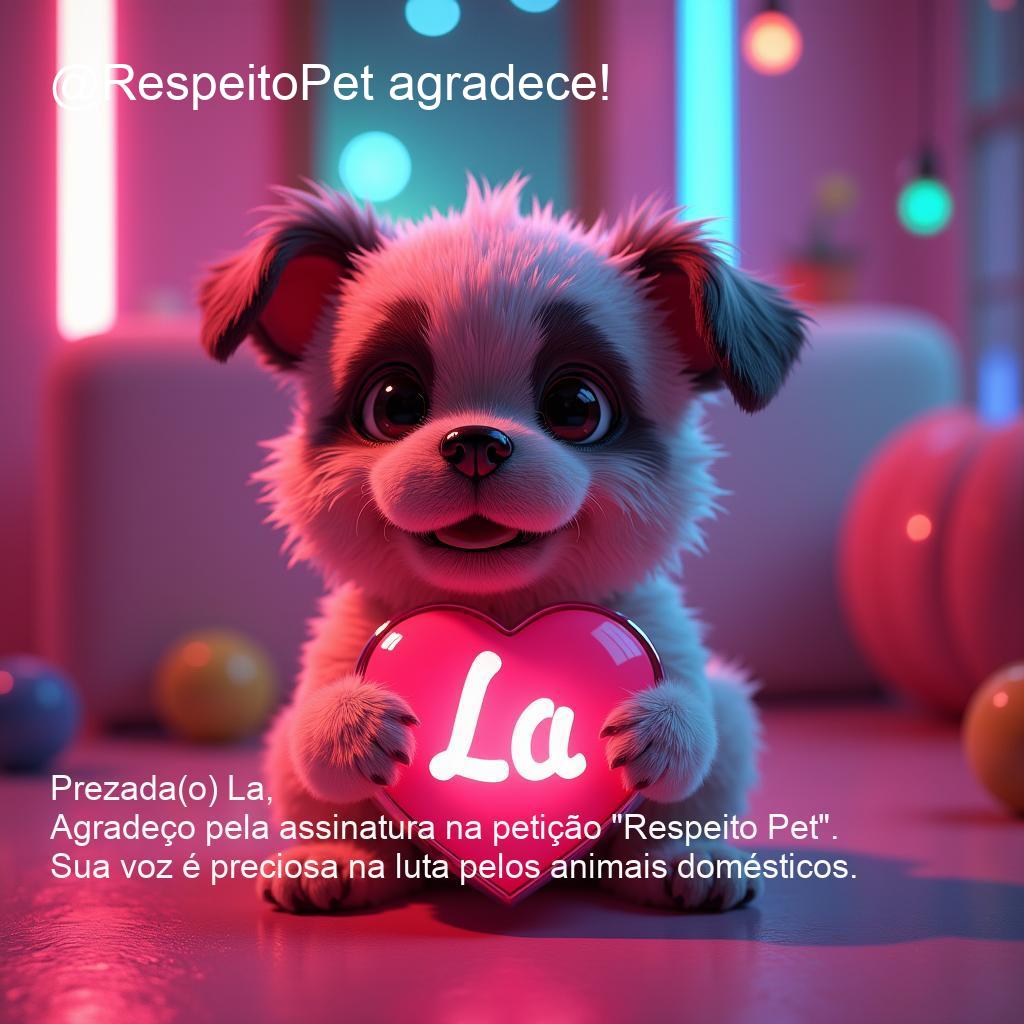 @RespeitoPet agradece!
La
Prezada(o) La,
Agradeço pela assinatura na petição "Respeito Pet".
Sua voz é preciosa na luta pelos animais domésticos.